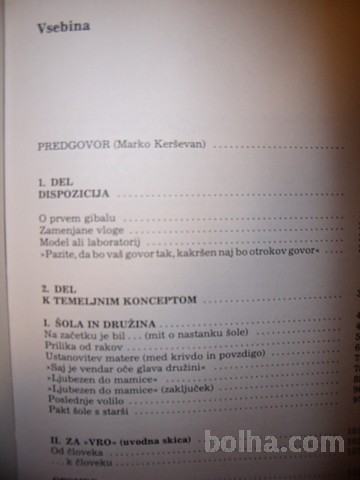 Vsebina
PREDGOVOR (Marko Kerševan)
1. DEL
DISPOZICIJA
O prvem gibalu
Zamenjane vloge
Model ali laboratorij
»Pazite, da bo vaš govor tak, kakršen naj bo otrokov govor«
2. DEL
K TEMELJNIM KONCEPTOM
I. ŠOLA IN DRUŽINA
Na začetku je bil . . . (mit o nastanku šole)
Prilika od rakov
Ustanovitev matere (med krivdo in povzdigo)
»Saj je vendar oče glava družini«
»Ljubezen do mamice«
»Ljubezen do mamice« (zaključek)
Poslednje volilo
Pakt šole s starši
II. ZA »VRO« (uvodna skica)
Od človeka
. . . k človeku
bolha.com